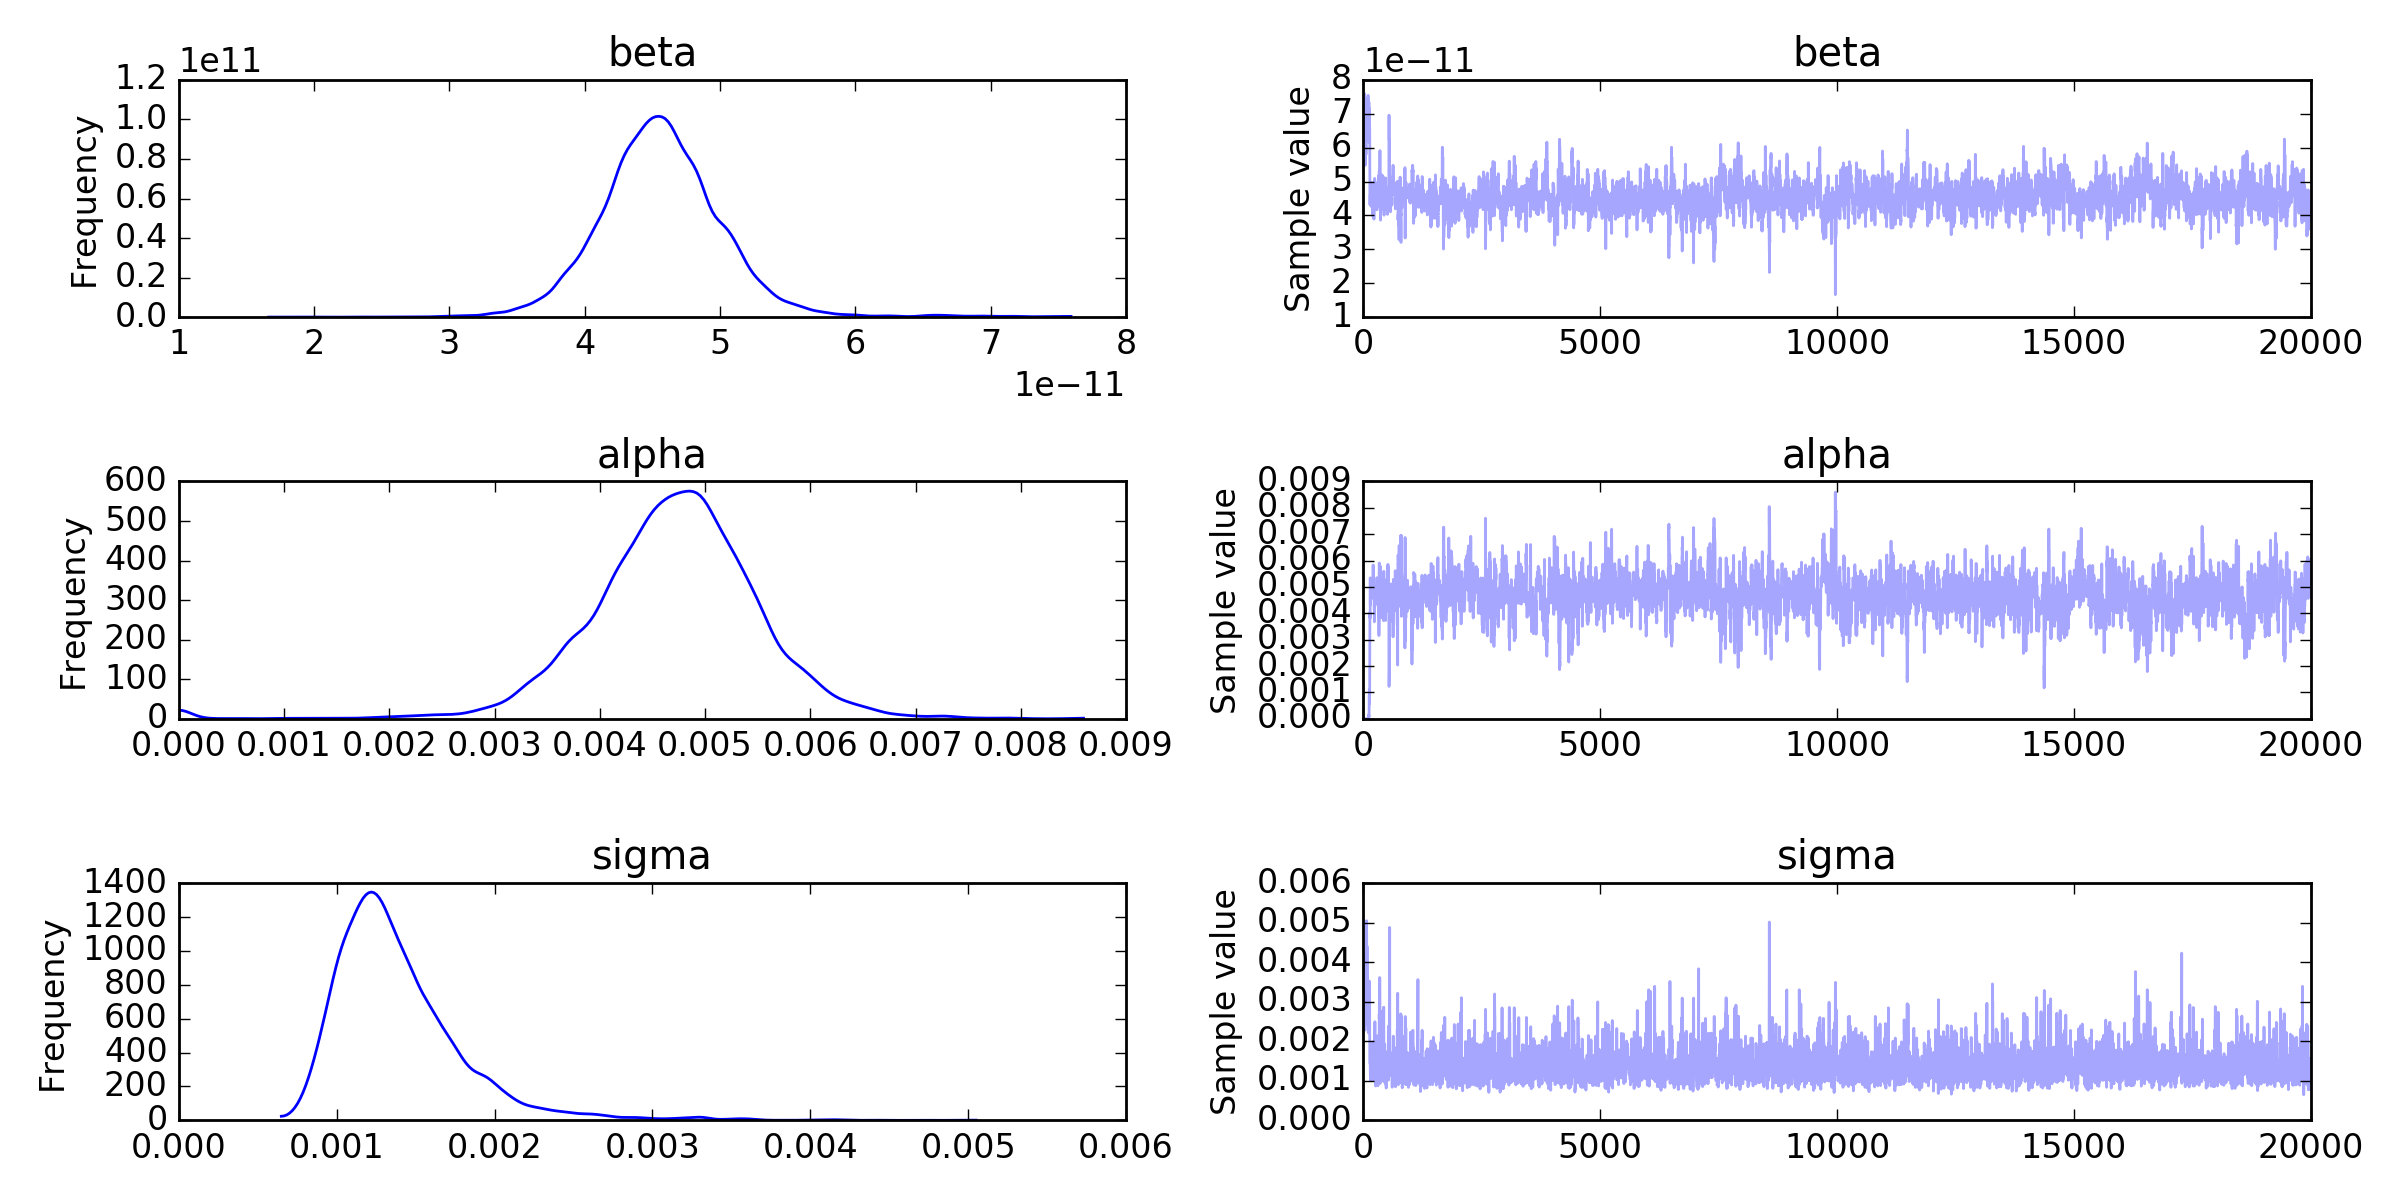 beta
1e11
1.2
1.0
0.8
0.6
0.4
0.2
0.0
Frequency
1 2 3 4 5 6 7 8
1e−11
beta
1e−11
8
7
6
5
4
3
2
1
Sample value
0 5000 10000 15000 20000
alpha
600
500
400
300
200
100
0
Frequency
0.000 0.001 0.002 0.003 0.004 0.005 0.006 0.007 0.008 0.009
alpha
0.009
0.008
0.007
0.006
0.005
0.004
0.003
0.002
0.001
0.000
Sample value
0 5000 10000 15000 20000
sigma
1400
1200
1000
800
600
400
200
0
Frequency
0.000 0.001 0.002 0.003 0.004 0.005 0.006
sigma
0.006
0.005
0.004
0.003
0.002
0.001
0.000
Sample value
0 5000 10000 15000 20000